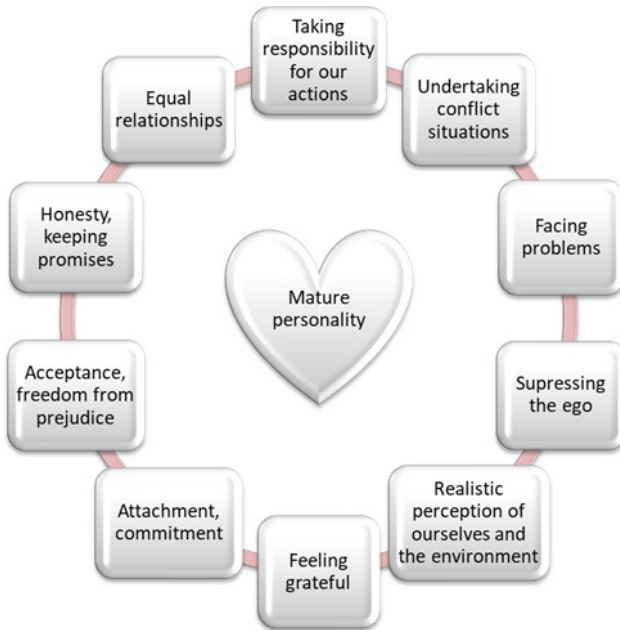 Taking
responsibility
for our
actions
Undertaking
conflict
situations
Facing
problems
Supressing
the ego
Realistic
perception of
ourselves and
the environment
Feeling
grateful
Attachment,
commitment
Acceptance,
freedom from
prejudice
Honesty,
keeping
promises
Equal
relationships
Mature
personality